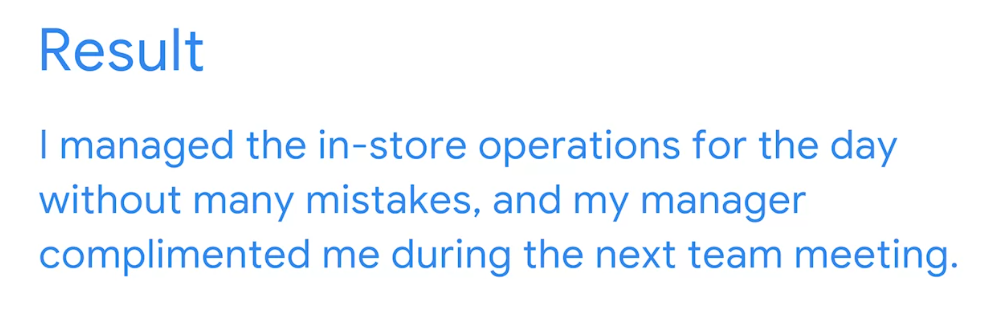 Result
I managed the in-store operations for the day
without many mistakes, and my manager
complimented me during the next team meeting.